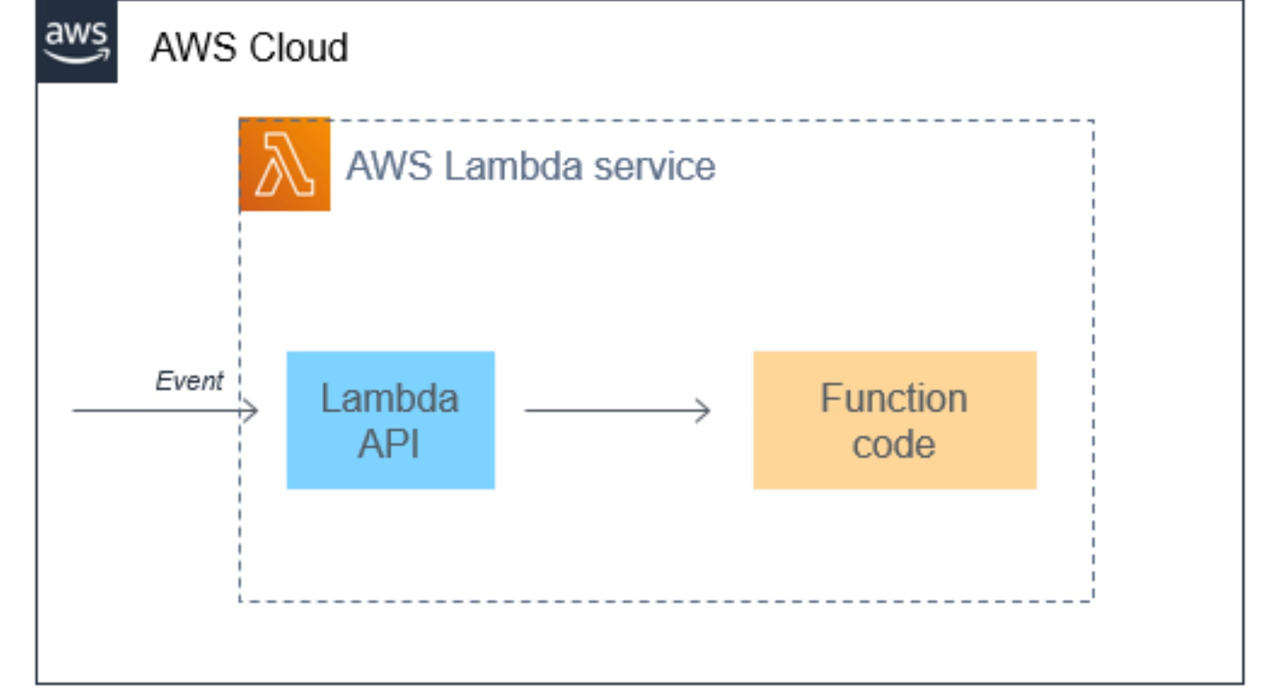 aws
AWS Cloud
AWS Lambda service
Event
Lambda
API
Function
code